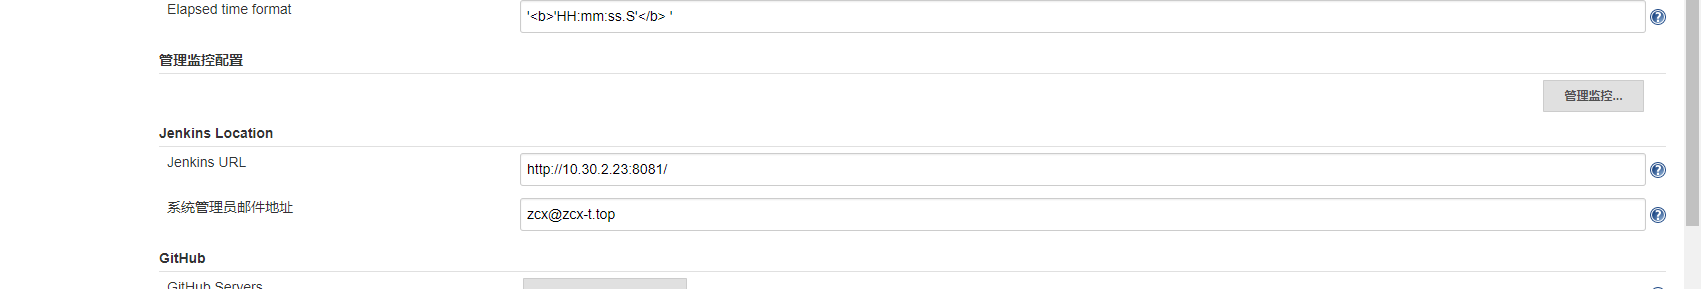 Elapsed time format
'<b>'HH:mm:ss.S'</b> '
管理监控配置
管理监控...
Jenkins Location
Jenkins URL
http://10.30.2.23:8081/
系统管理员邮件地址
zcx@zcx-t.top
GitHub
GitHub Servers